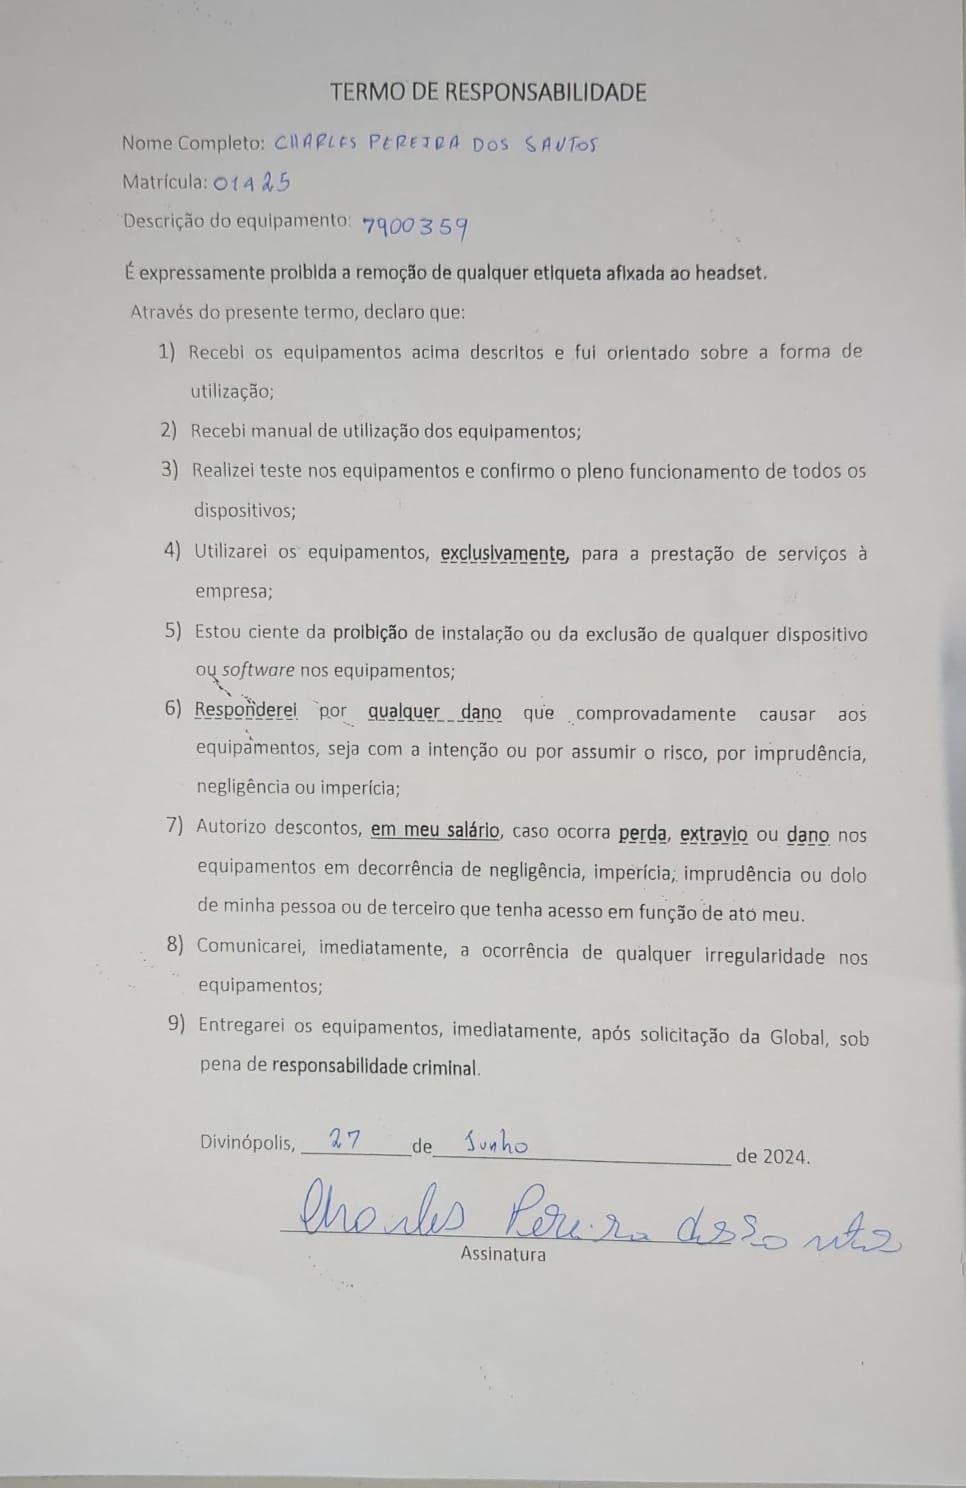 TERMO DE RESPONSABILIDADE
Nome Completo: CHARLES PEREIRA DOS SANTOS
Matrícula: 01425
Descrição do equipamento: 7900359
É expressamente proibida a remoção de qualquer etiqueta afixada ao headset.
Através do presente termo, declaro que:
1) Recebi os equipamentos acima descritos e fui orientado sobre a forma de
utilização;
2) Recebi manual de utilização dos equipamentos;
3) Realizei teste nos equipamentos e confirmo o pleno funcionamento de todos os
dispositivos;
4) Utilizarei os equipamentos, exclusivamente, para a prestação de serviços à
empresa;
5) Estou ciente da proibição de instalação ou da exclusão de qualquer dispositivo
ou software nos equipamentos;
6) Responderei por qualquer dano que comprovadamente causar aos
equipamentos, seja com a intenção ou por assumir o risco, por imprudência,
negligência ou imperícia;
7) Autorizo descontos, em meu salário, caso ocorra perda, extravio ou dano nos
equipamentos em decorrência de negligência, imperícia, imprudência ou dolo
de minha pessoa ou de terceiro que tenha acesso em função de ato meu.
8) Comunicarei, imediatamente, a ocorrência de qualquer irregularidade nos
equipamentos;
9) Entregarei os equipamentos, imediatamente, após solicitação da Global, sob
pena de responsabilidade criminal.
Divinópolis, 27 de Junho de 2024.
Charles Pereira dos Santos
Assinatura